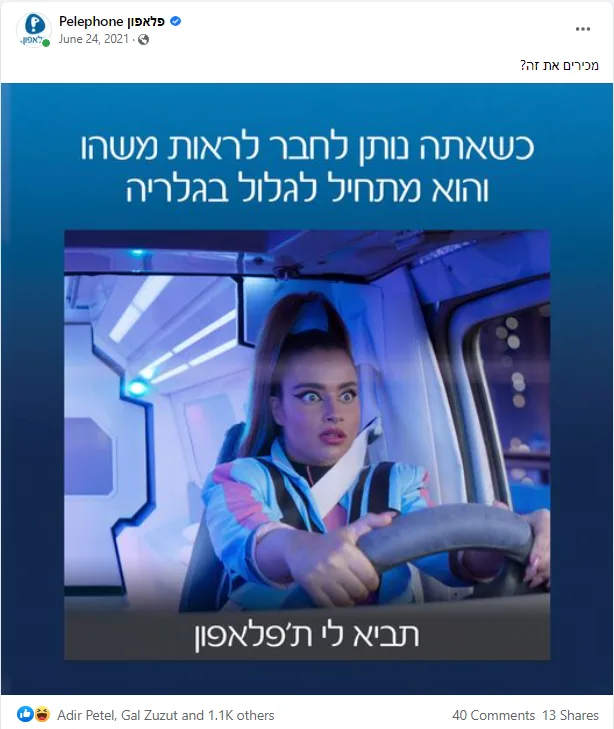 Pelephone פלאפון
June 24, 2021 ·
מכירים את זה?
כשאתה נותן לחבר לראות משהו
והוא מתחיל לגלול בגלריה
תביא לי ת'פלאפון
Adir Petel, Gal Zuzut and 1.1K others
40 Comments 13 Shares